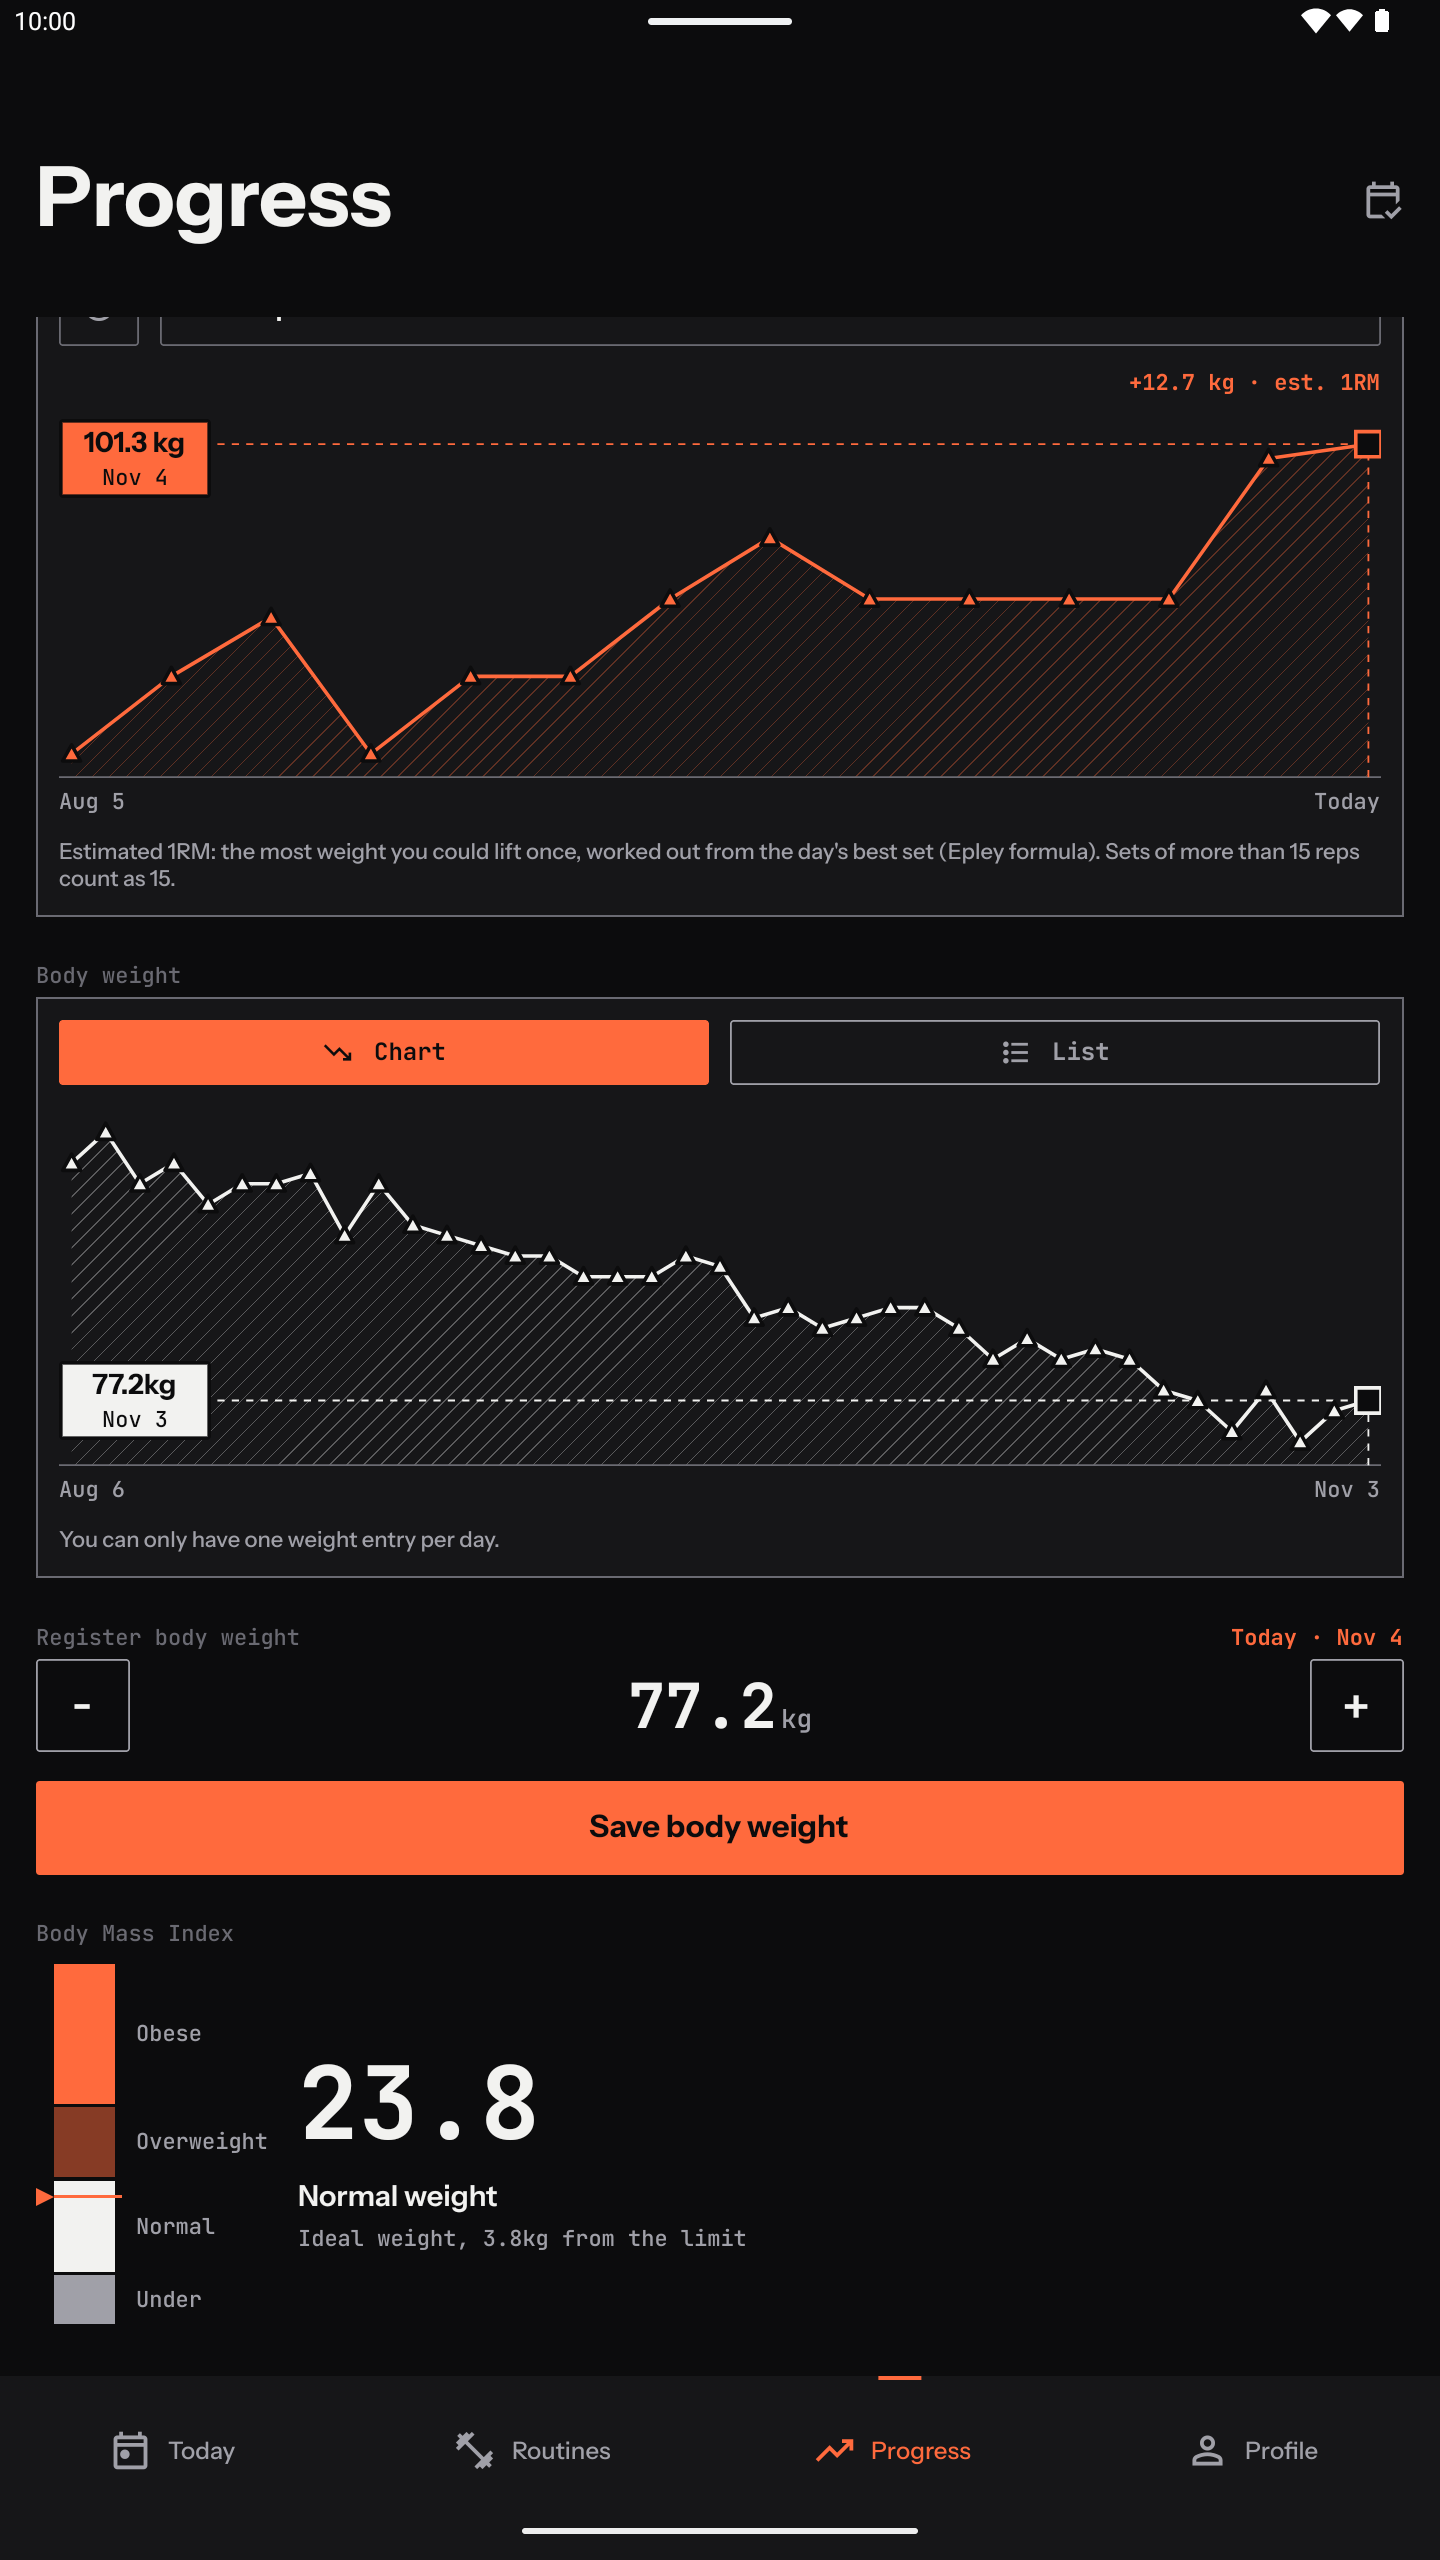 10:00
Progress
+12.7 kg · est. 1RM
101.3 kg
Nov 4
Aug 5
Today
Estimated 1RM: the most weight you could lift once, worked out from the day's best set (Epley formula). Sets of more than 15 reps
count as 15.
Body weight
Chart
List
77.2kg
Nov 3
Aug 6
Nov 3
You can only have one weight entry per day.
Register body weight
Today · Nov 4
-
77.2kg
+
Save body weight
Body Mass Index
Obese
23.8
Overweight
Normal weight
Normal
Ideal weight, 3.8kg from the limit
Under
Today
Routines
Progress
Profile